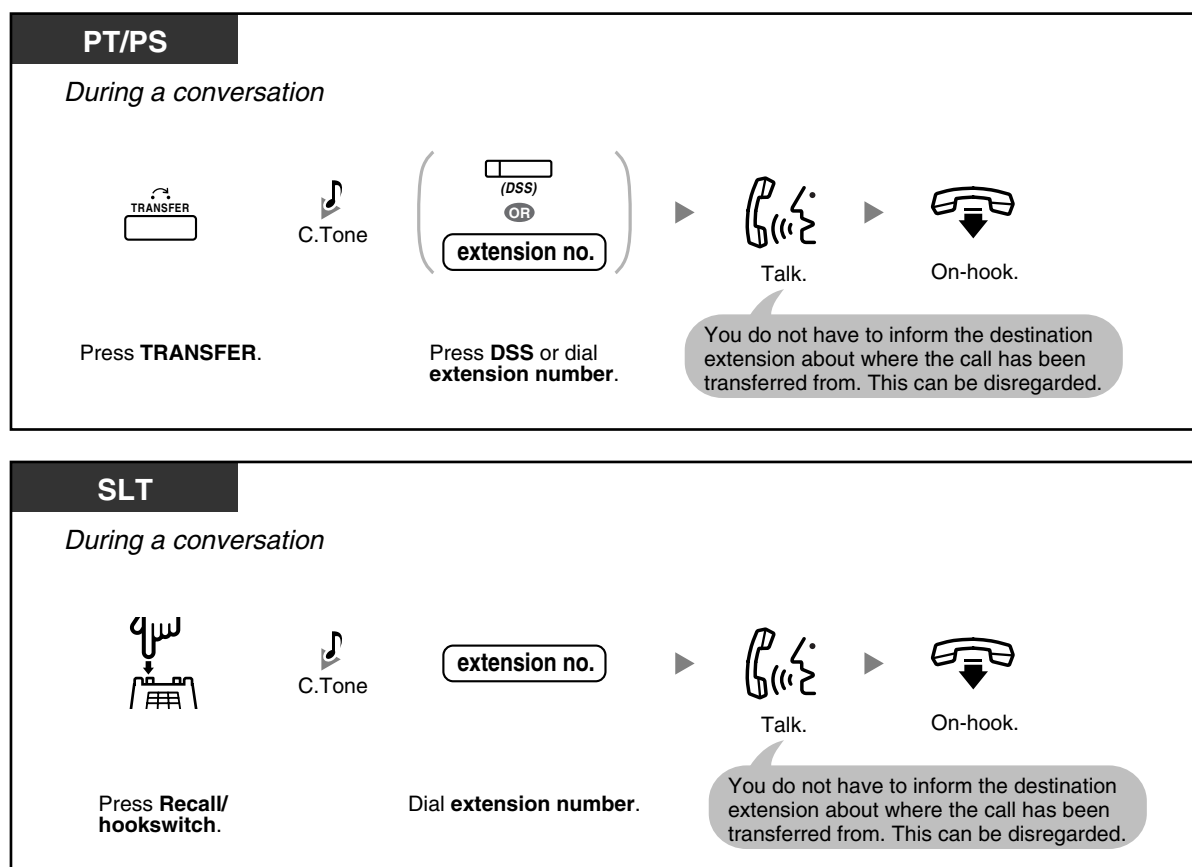 PT/PS
During a conversation
TRANSFER
C.Tone
(DSS)
OR
extension no.
Talk.
On-hook.
Press TRANSFER.
Press DSS or dial
extension number.
You do not have to inform the destination
extension about where the call has been
transferred from. This can be disregarded.
SLT
During a conversation
C.Tone
extension no.
Talk.
On-hook.
Press Recall/
hookswitch.
Dial extension number.
You do not have to inform the destination
extension about where the call has been
transferred from. This can be disregarded.